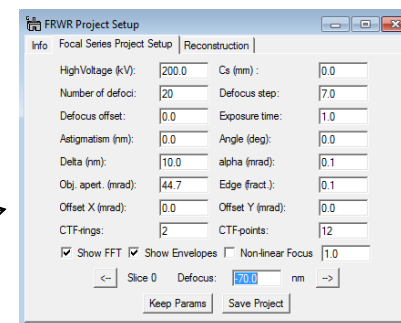 FRWR Project Setup
Info Focal Series Project Setup Reconstruction
HighVoltage (kV): 200.0 Cs (mm) : 0.0
Number of defoci: 20 Defocus step: 7.0
Defocus offset: 0.0 Exposure time: 1.0
Astigmatism (nm): 0.0 Angle (deg): 0.0
Delta (nm): 10.0 alpha (mrad): 0.1
Obj. apert. (mrad): 44.7 Edge (fract.): 0.1
Offset X (mrad): 0.0 Offset Y (mrad): 0.0
CTF-rings: 2 CTF-points: 12
Show FFT Show Envelopes Non-linear Focus 1.0
<-- Slice 0 Defocus: -70.0 nm -->
Keep Params Save Project